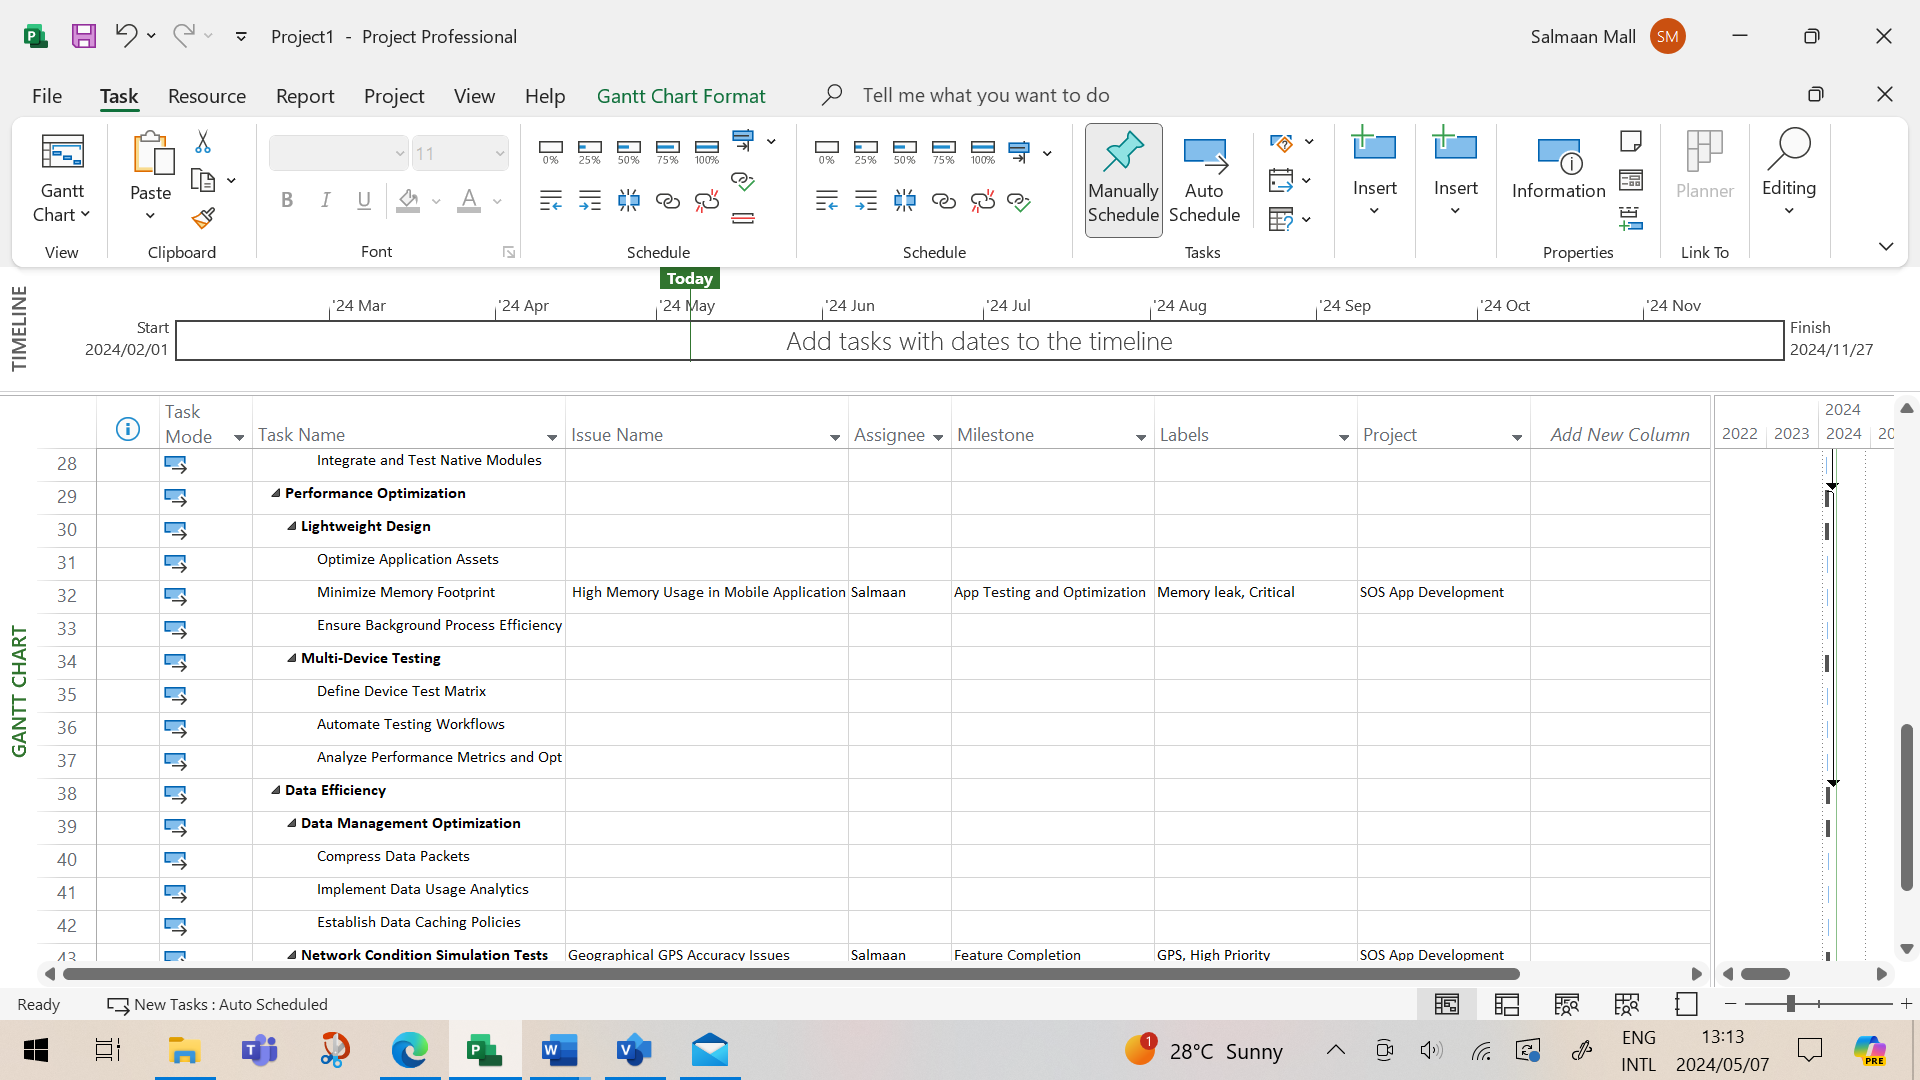 Project1 - Project Professional
Salmaan Mall SM
File Task Resource Report Project View Help Gantt Chart Format Tell me what you want to do
Gantt Chart
View
Paste
Clipboard
11
B I U A
Font
0% 25% 50% 75% 100%
Schedule
0% 25% 50% 75% 100%
Schedule
Manually Schedule
Auto Schedule
Tasks
Insert
Insert
Information
Properties
Planner
Link To
Editing
TIMELINE
Today
'24 Mar '24 Apr '24 May '24 Jun '24 Jul '24 Aug '24 Sep '24 Oct '24 Nov
Start
2024/02/01
Add tasks with dates to the timeline
Finish
2024/11/27
GANTT CHART
Task Mode Task Name Issue Name Assignee Milestone Labels Project Add New Column
2024
2022 2023 2024 20
28 Integrate and Test Native Modules
29 Performance Optimization
30 Lightweight Design
31 Optimize Application Assets
32 Minimize Memory Footprint High Memory Usage in Mobile Application Salmaan App Testing and Optimization Memory leak, Critical SOS App Development
33 Ensure Background Process Efficiency
34 Multi-Device Testing
35 Define Device Test Matrix
36 Automate Testing Workflows
37 Analyze Performance Metrics and Opt
38 Data Efficiency
39 Data Management Optimization
40 Compress Data Packets
41 Implement Data Usage Analytics
42 Establish Data Caching Policies
43 Network Condition Simulation Tests Geographical GPS Accuracy Issues Salmaan Feature Completion GPS, High Priority SOS App Development
Ready New Tasks : Auto Scheduled
1 28°C Sunny
ENG
INTL
13:13
2024/05/07
PRE